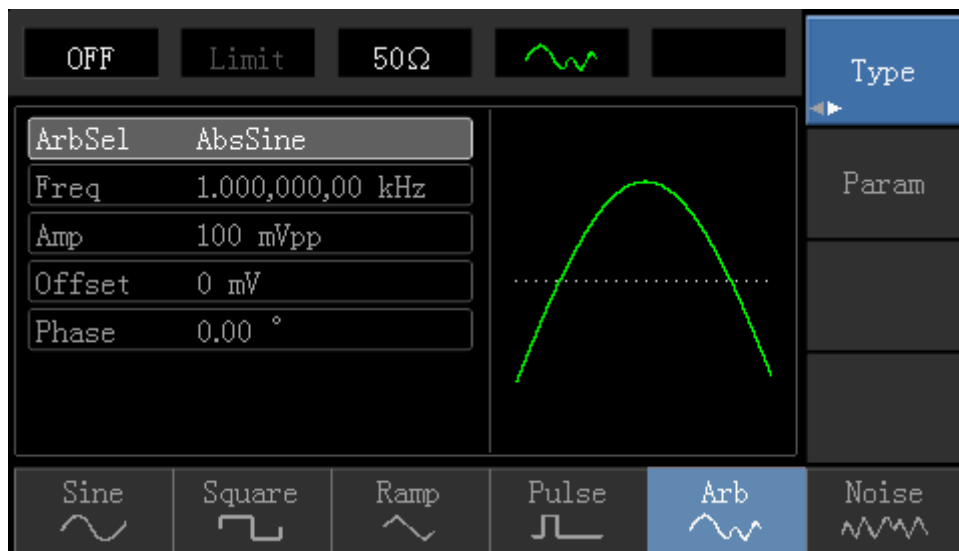 OFF Limit 50Ω
Type
ArbSel AbsSine
Freq 1.000,000,00 kHz
Param
Amp 100 mVpp
Offset 0 mV
Phase 0.00 °
Sine Square Ramp Pulse Arb Noise